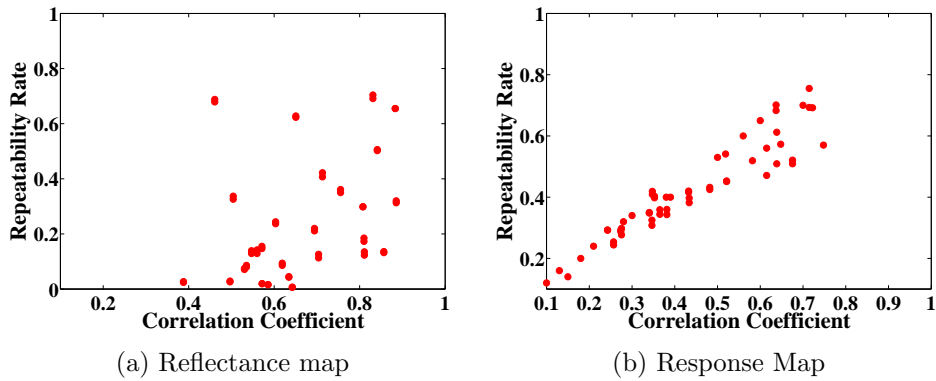 1
0.8
0.6
0.4
0.2
0
0.2 0.4 0.6 0.8 1
Repeatability Rate
Correlation Coefficient
(a) Reflectance map
1
0.8
0.6
0.4
0.2
0.1 0.2 0.3 0.4 0.5 0.6 0.7 0.8 0.9 1
Repeatability Rate
Correlation Coefficient
(b) Response Map